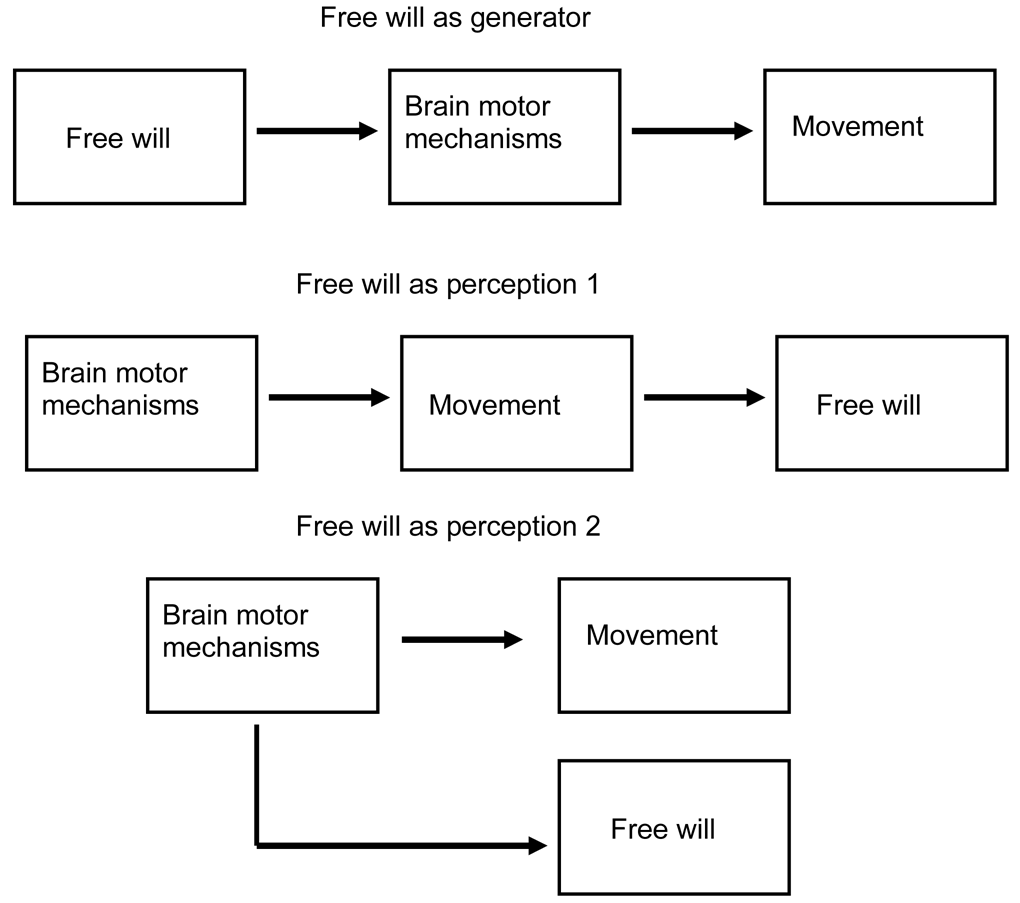 Free will as generator
Free will
Brain motor
mechanisms
Movement
Free will as perception 1
Brain motor
mechanisms
Movement
Free will
Free will as perception 2
Brain motor
mechanisms
Movement
Free will